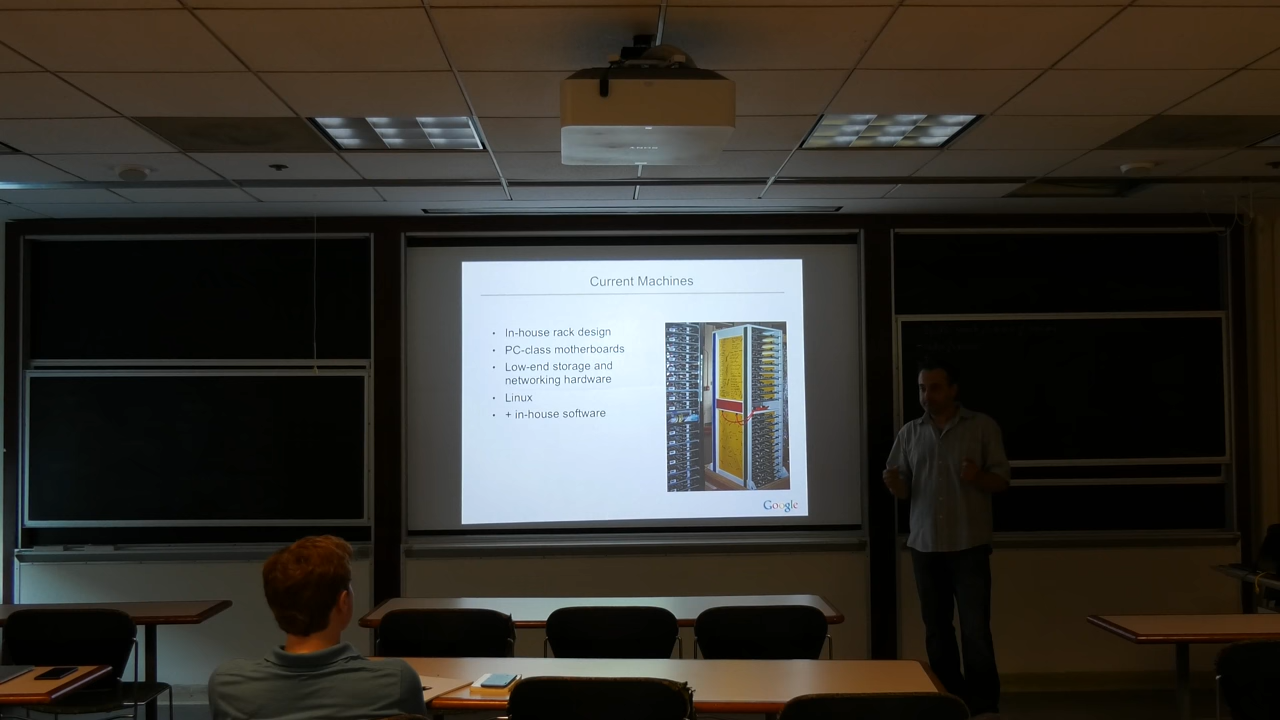 Current Machines
• In-house rack design
• PC-class motherboards
• Low-end storage and
networking hardware
• Linux
• + in-house software
Google